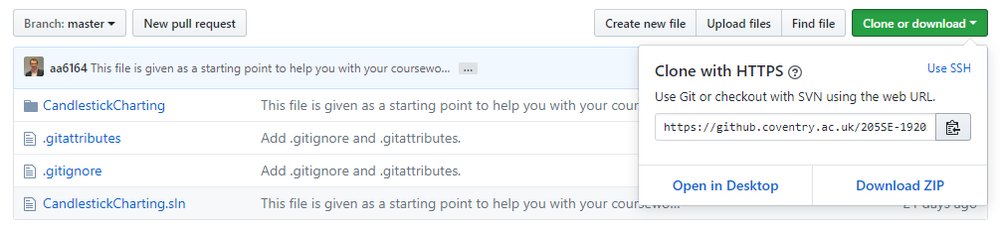 Branch: master
New pull request
Create new file
Upload files
Find file
Clone or download
aa6164 This file is given as a starting point to help you with your coursewo... ...
Clone with HTTPS ?
Use SSH
Use Git or checkout with SVN using the web URL.
https://github.coventry.ac.uk/205SE-1920
Open in Desktop
Download ZIP
CandlestickCharting
This file is given as a starting point to help you with your
.gitattributes
Add .gitignore and .gitattributes.
.gitignore
Add .gitignore and .gitattributes.
CandlestickCharting.sln
This file is given as a starting point to help you with your coursewo...
21 days ago